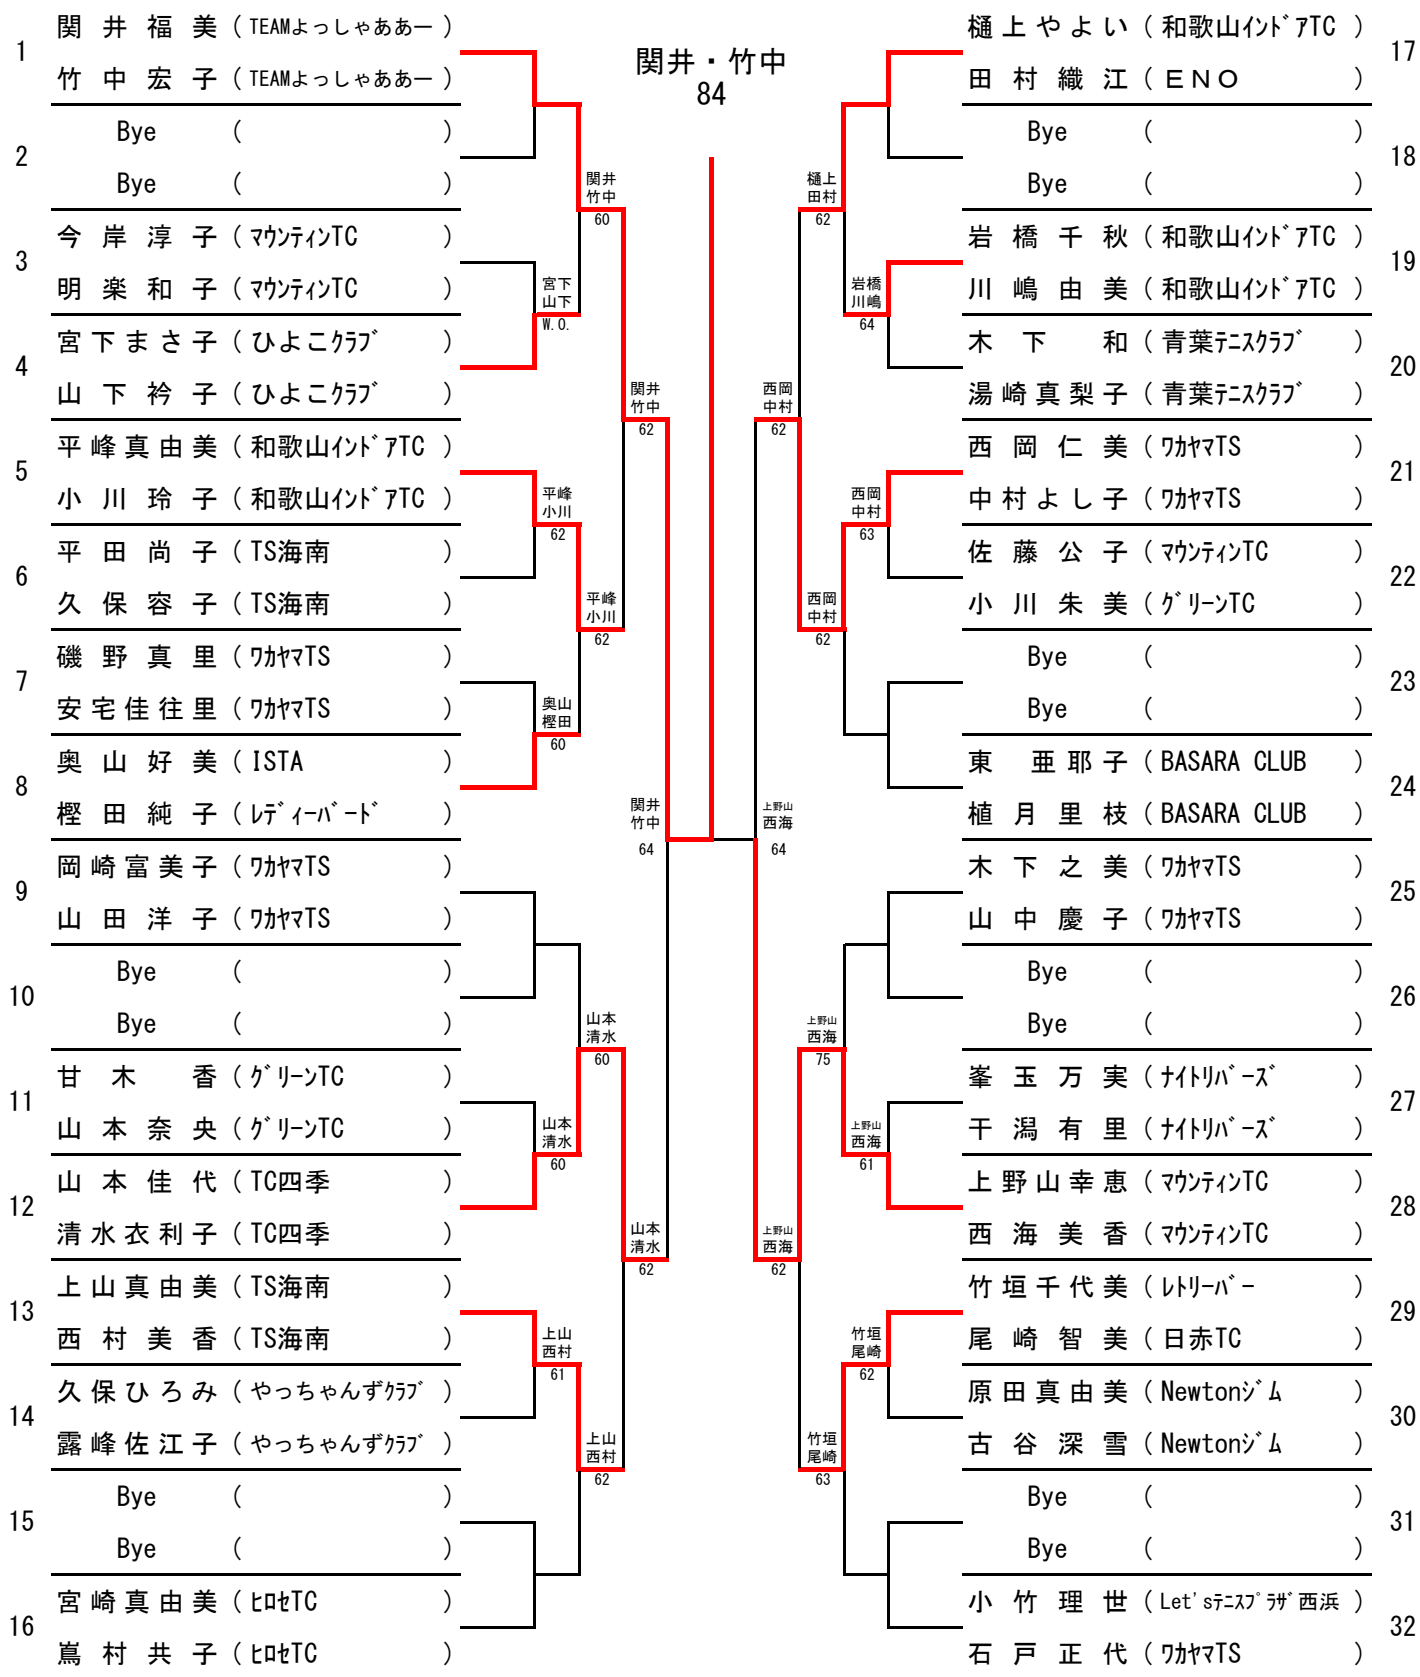 関井・竹中
84
1
関井福美(TEAMよっしゃああー)
竹中宏子(TEAMよっしゃああー)
2
Bye ( )
Bye ( )
3
今岸淳子(ﾏｳﾝﾃｨﾝTC)
明楽和子(ﾏｳﾝﾃｨﾝTC)
4
宮下まさ子(ひよこｸﾗﾌﾞ)
山下衿子(ひよこｸﾗﾌﾞ)
5
平峰真由美(和歌山ｲﾝﾄﾞｱTC)
小川玲子(和歌山ｲﾝﾄﾞｱTC)
6
平田尚子(TS海南)
久保容子(TS海南)
7
磯野真里(ﾜｶﾔﾏTS)
安宅佳往里(ﾜｶﾔﾏTS)
8
奥山好美(ISTA)
樫田純子(ﾚﾃﾞｨｰﾊﾞｰﾄﾞ)
9
岡崎富美子(ﾜｶﾔﾏTS)
山田洋子(ﾜｶﾔﾏTS)
10
Bye ( )
Bye ( )
11
甘木香(ｸﾞﾘｰﾝTC)
山本奈央(ｸﾞﾘｰﾝTC)
12
山本佳代(TC四季)
清水衣利子(TC四季)
13
上山真由美(TS海南)
西村美香(TS海南)
14
久保ひろみ(やっちゃんずｸﾗﾌﾞ)
露峰佐江子(やっちゃんずｸﾗﾌﾞ)
15
Bye ( )
Bye ( )
16
宮崎真由美(ﾋﾛｾTC)
嶌村共子(ﾋﾛｾTC)
宮下
山下
W.O.
平峰
小川
62
奥山
樫田
60
山本
清水
60
上山
西村
61
関井
竹中
60
平峰
小川
62
山本
清水
60
上山
西村
62
関井
竹中
62
山本
清水
62
関井
竹中
64
上野山
西海
64
西岡
中村
62
上野山
西海
62
樋上
田村
62
西岡
中村
62
上野山
西海
75
竹垣
尾崎
63
岩橋
川嶋
64
西岡
中村
63
上野山
西海
61
竹垣
尾崎
62
樋上やよい(和歌山ｲﾝﾄﾞｱTC)
田村織江(ＥＮＯ)
17
Bye ( )
Bye ( )
18
岩橋千秋(和歌山ｲﾝﾄﾞｱTC)
川嶋由美(和歌山ｲﾝﾄﾞｱTC)
19
木下和(青葉ﾃﾆｽｸﾗﾌﾞ)
湯崎真梨子(青葉ﾃﾆｽｸﾗﾌﾞ)
20
西岡仁美(ﾜｶﾔﾏTS)
中村よし子(ﾜｶﾔﾏTS)
21
佐藤公子(ﾏｳﾝﾃｨﾝTC)
小川朱美(ｸﾞﾘｰﾝTC)
22
Bye ( )
Bye ( )
23
東亜耶子(BASARA CLUB)
植月里枝(BASARA CLUB)
24
木下之美(ﾜｶﾔﾏTS)
山中慶子(ﾜｶﾔﾏTS)
25
Bye ( )
Bye ( )
26
峯玉万実(ﾅｲﾄﾘﾊﾞｰｽﾞ)
干潟有里(ﾅｲﾄﾘﾊﾞｰｽﾞ)
27
上野山幸恵(ﾏｳﾝﾃｨﾝTC)
西海美香(ﾏｳﾝﾃｨﾝTC)
28
竹垣千代美(ﾚﾄﾘｰﾊﾞｰ)
尾崎智美(日赤TC)
29
原田真由美(Newtonｼﾞﾑ)
古谷深雪(Newtonｼﾞﾑ)
30
Bye ( )
Bye ( )
31
小竹理世(Let'sﾃﾆｽﾌﾟﾗｻﾞ西浜)
石戸正代(ﾜｶﾔﾏTS)
32